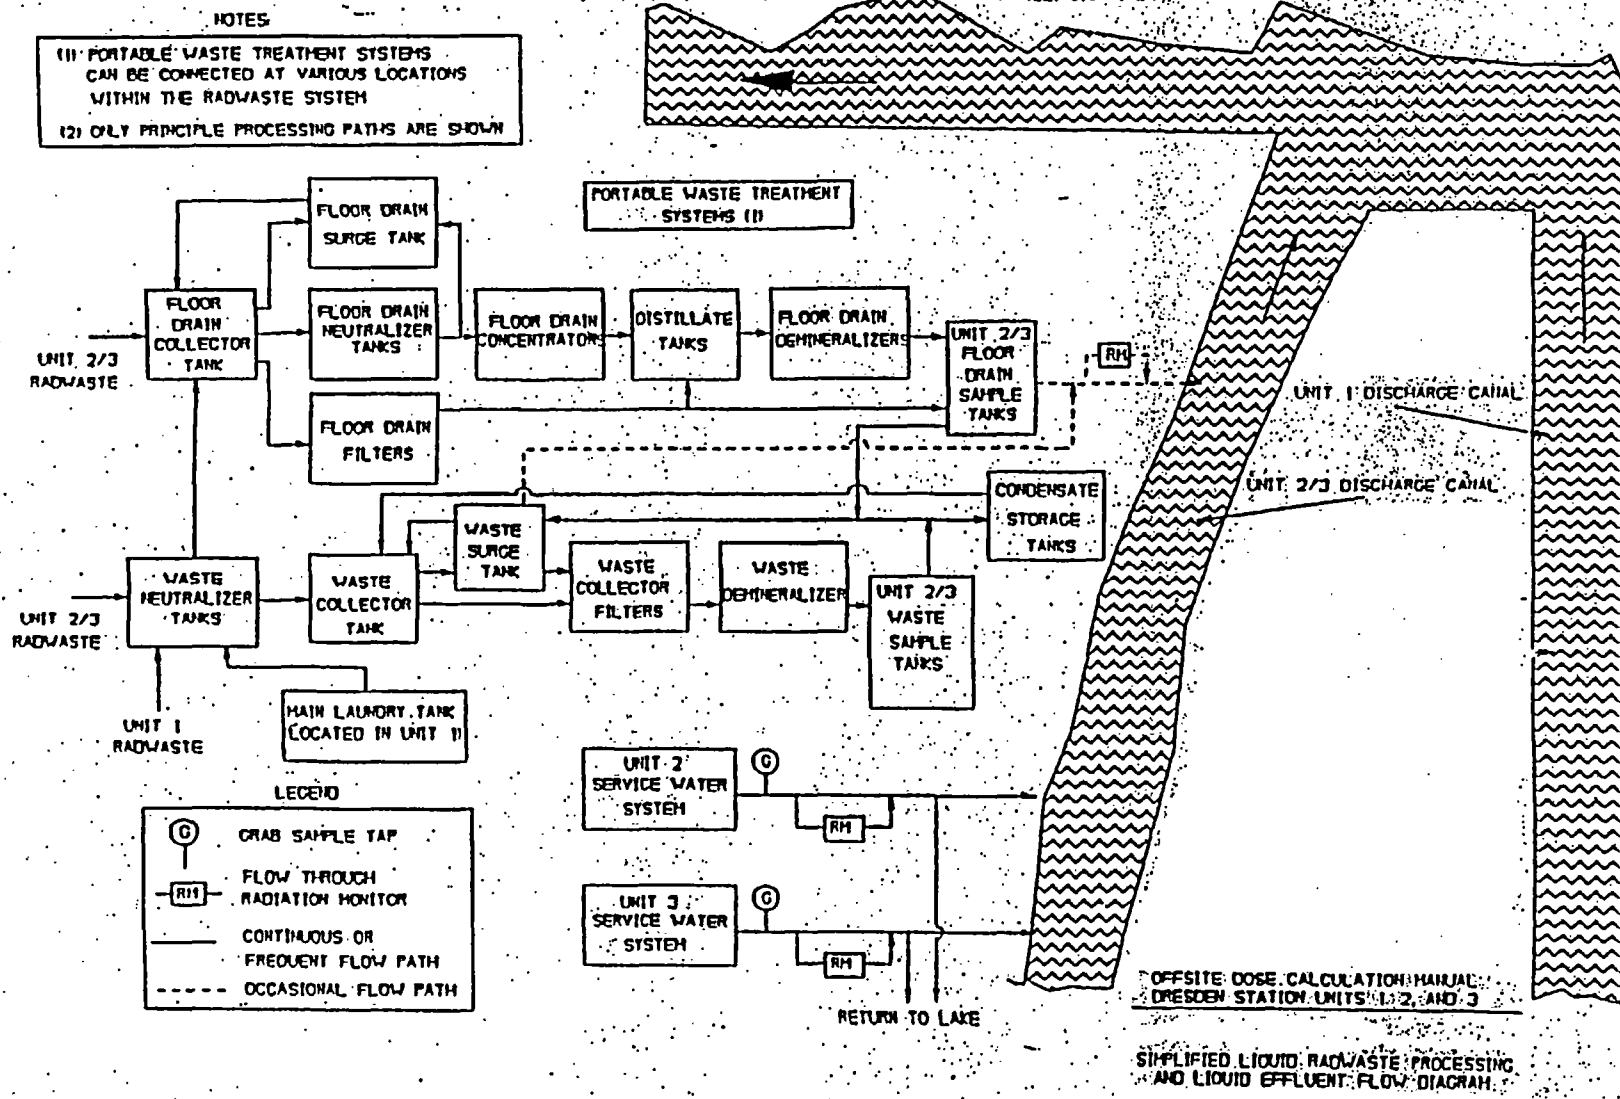 NOTES
(1) PORTABLE WASTE TREATMENT SYSTEMS
CAN BE CONNECTED AT VARIOUS LOCATIONS
WITHIN THE RADWASTE SYSTEM
(2) ONLY PRINCIPLE PROCESSING PATHS ARE SHOWN
PORTABLE WASTE TREATMENT
SYSTEMS (1)
FLOOR DRAIN
SURGE TANK
FLOOR
DRAIN
COLLECTOR
TANK
UNIT 2/3
RADWASTE
FLOOR DRAIN
NEUTRALIZER
TANKS
FLOOR DRAIN
CONCENTRATORS
DISTILLATE
TANKS
FLOOR DRAIN
DEMINERALIZERS
UNIT 2/3
FLOOR
DRAIN
SAMPLE
TANKS
RM
FLOOR DRAIN
FILTERS
UNIT 1 DISCHARGE CANAL
UNIT 2/3 DISCHARGE CANAL
CONDENSATE
STORAGE
TANKS
WASTE
SURGE
TANK
WASTE
NEUTRALIZER
TANKS
UNIT 2/3
RADWASTE
WASTE
COLLECTOR
TANK
WASTE
COLLECTOR
FILTERS
WASTE
DEMINERALIZER
UNIT 2/3
WASTE
SAMPLE
TANKS
UNIT 1
RADWASTE
MAIN LAUNDRY TANK
LOCATED IN UNIT 1)
UNIT 2
SERVICE WATER
SYSTEM
G
RM
UNIT 3
SERVICE WATER
SYSTEM
G
RM
RETURN TO LAKE
LEGEND
G
GRAB SAMPLE TAP
RM
FLOW THROUGH
RADIATION MONITOR
CONTINUOUS OR
FREQUENT FLOW PATH
OCCASIONAL FLOW PATH
OFFSITE DOSE CALCULATION MANUAL
DRESDEN STATION UNITS 1, 2, AND 3
SIMPLIFIED LIQUID RADWASTE PROCESSING
AND LIQUID EFFLUENT FLOW DIAGRAM